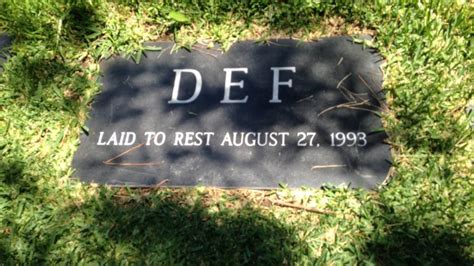 DEF
LAID TO REST AUGUST 27, 1993